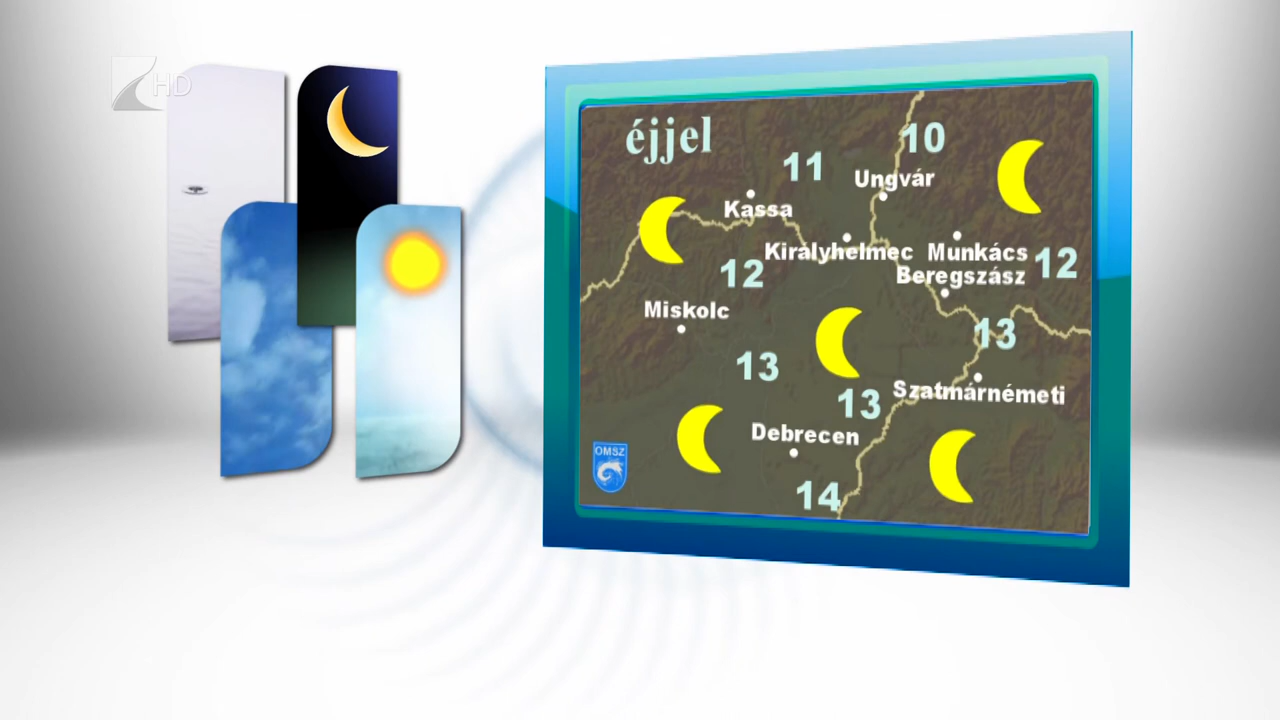 HD
éjjel
10
11
Ungvár
Kassa
Királyhelmec
Munkács
12
Beregszász
12
Miskolc
13
13
Szatmárnémeti
13
Debrecen
OMSZ
14